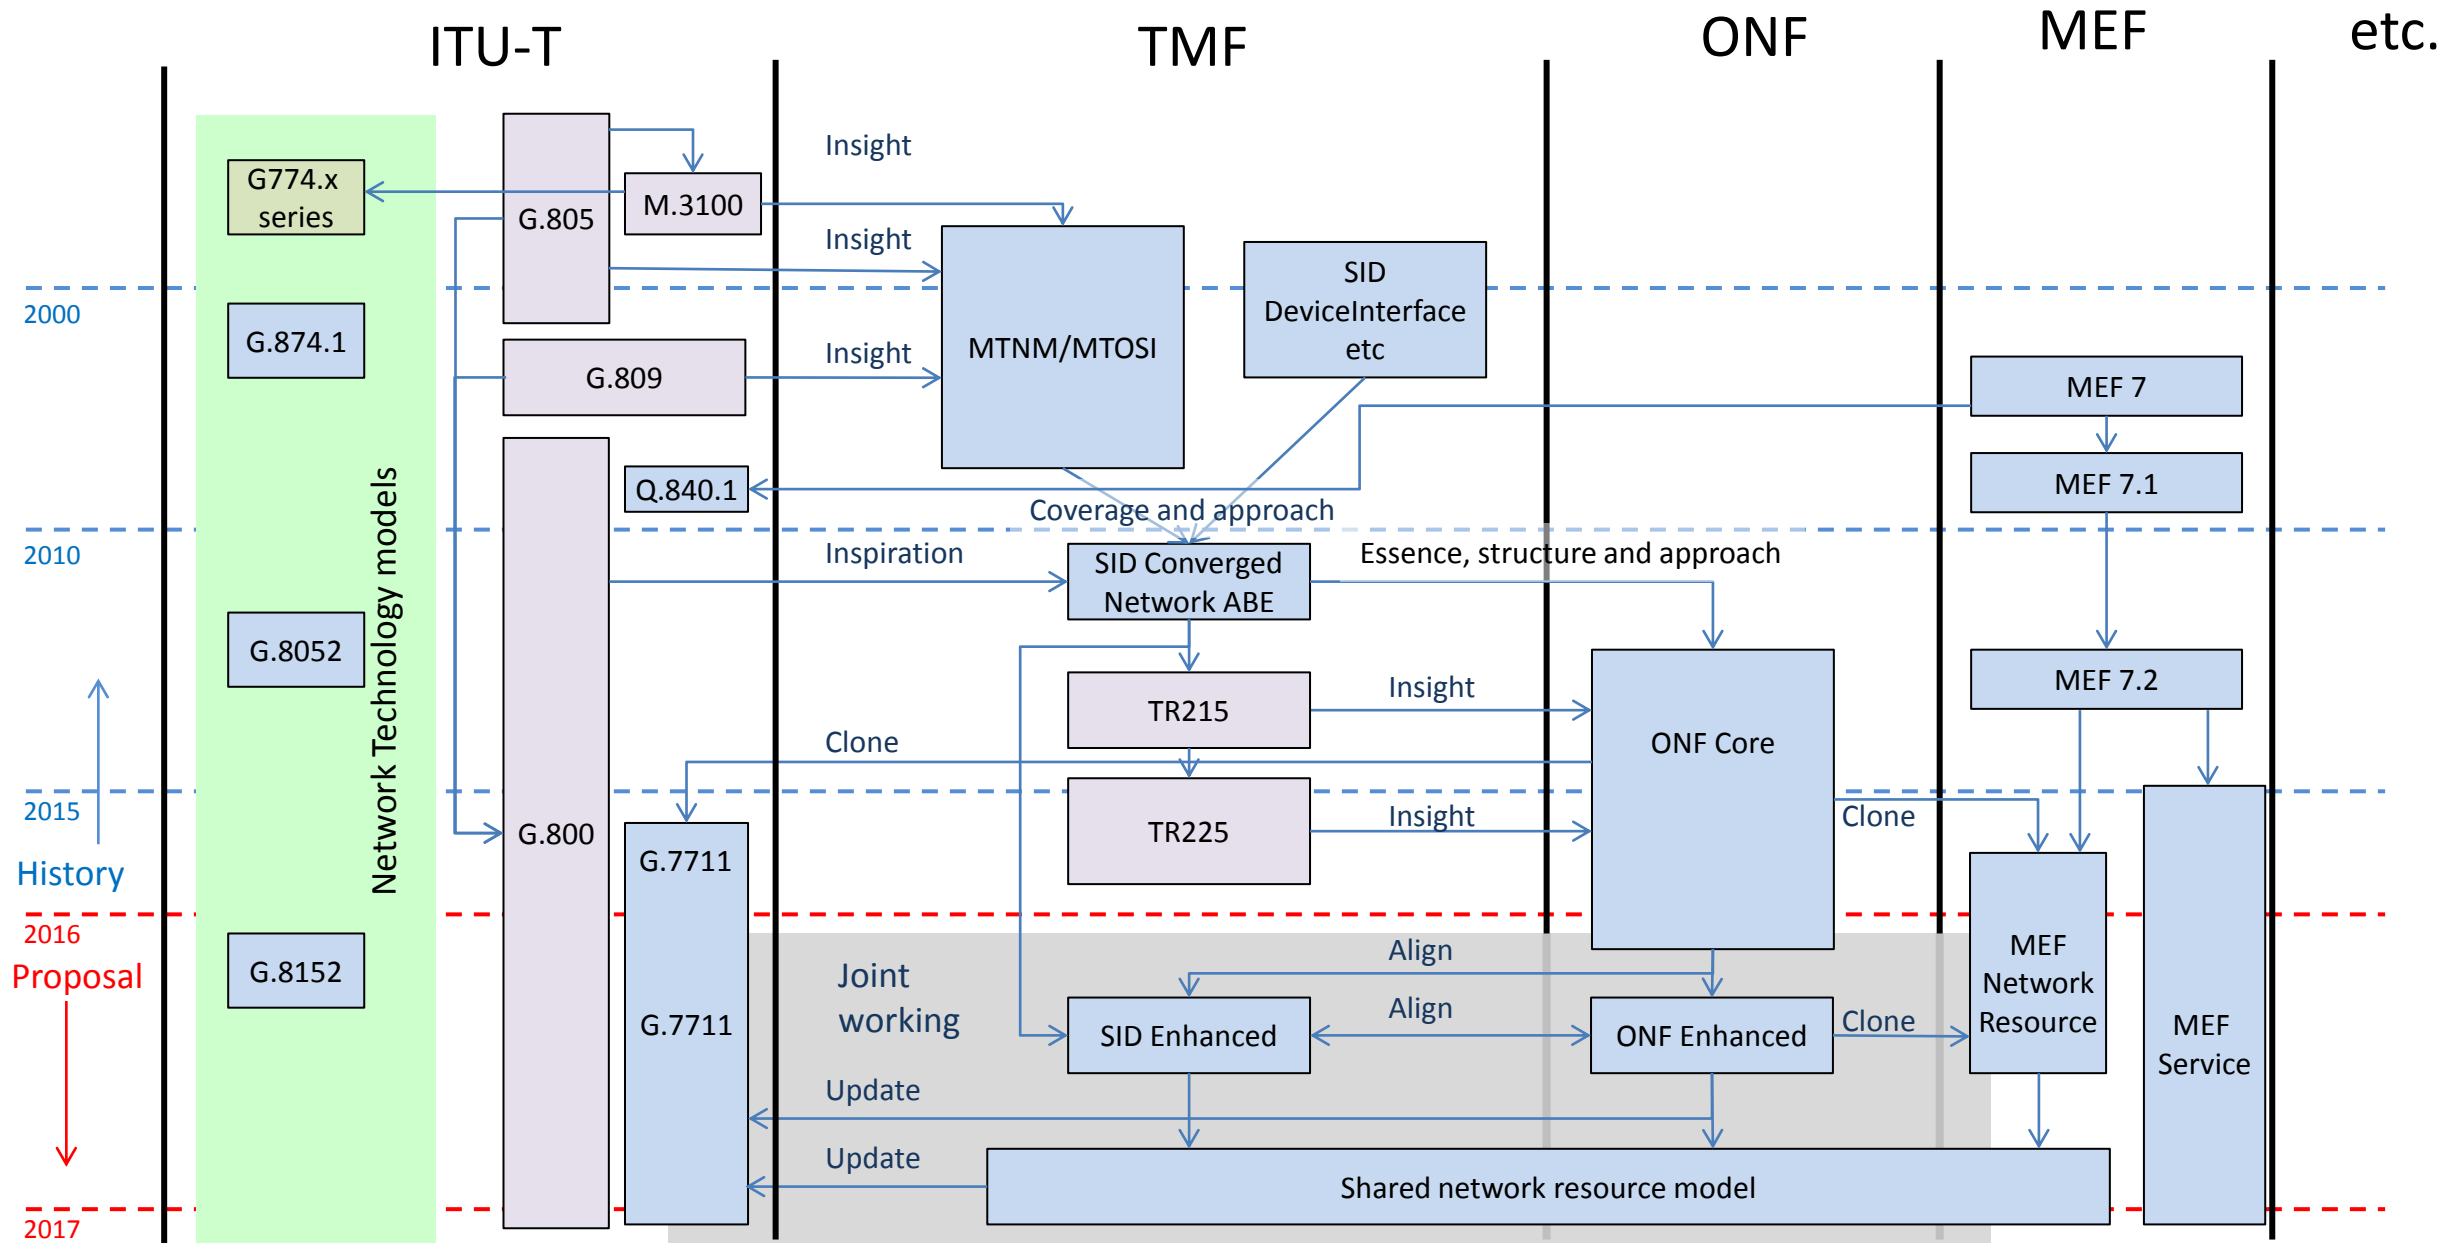 ITU-T
TMF
ONF
MEF
etc.
Insight
G774.x
series
G.805
M.3100
Insight
SID
DeviceInterface
etc
2000
G.874.1
MTNM/MTOSI
Insight
G.809
MEF 7
Q.840.1
MEF 7.1
Coverage and approach
2010
Inspiration
SID Converged
Network ABE
Essence, structure and approach
Network Technology models
G.8052
MEF 7.2
TR215
Insight
Clone
ONF Core
2015
TR225
Insight
Clone
G.800
G.7711
History
2016
Proposal
G.8152
Joint
working
Align
MEF
Network
Resource
G.7711
SID Enhanced
Align
ONF Enhanced
Clone
MEF
Service
Update
Update
Shared network resource model
2017